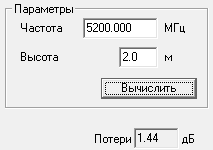 Параметры
Частота 5200.000 МГц
Высота 2.0 м
Вычислить
Потери 1.44 дБ